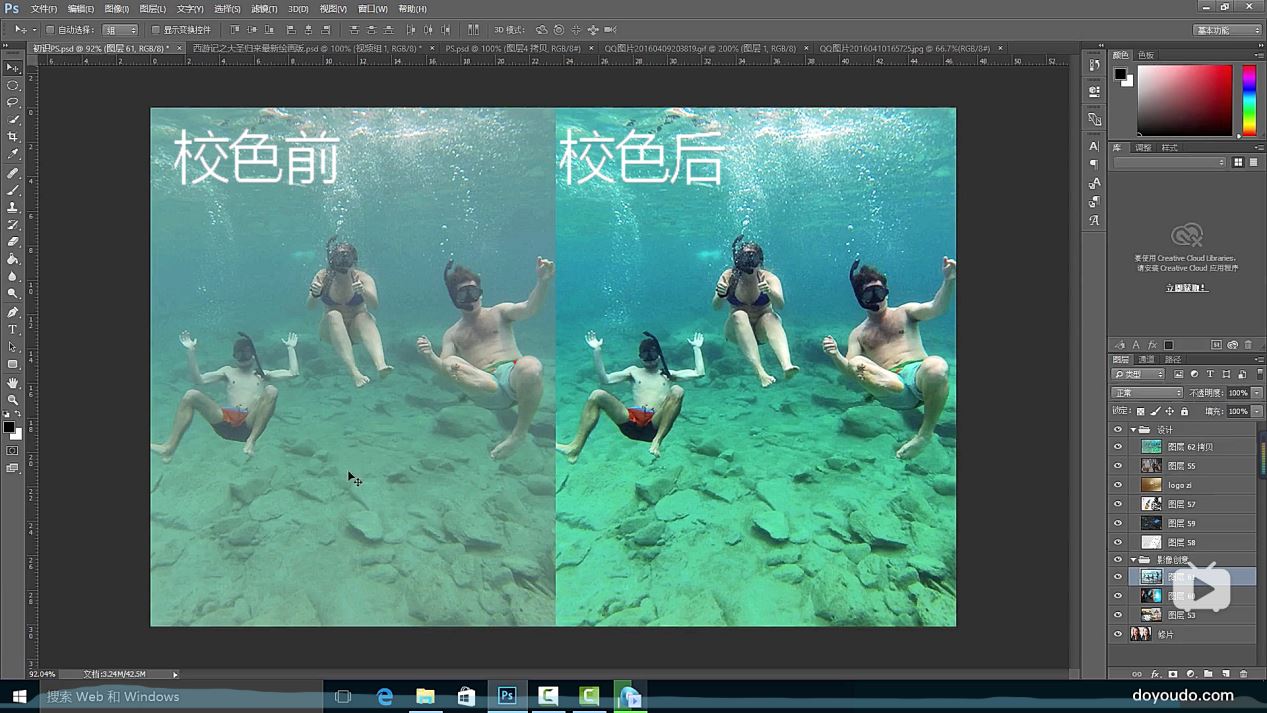 Ps 文件(F) 编辑(E) 图像(I) 图层(L) 文字(Y) 选择(S) 滤镜(T) 3D(D) 视图(V) 窗口(W) 帮助(H)
自动选择: 组 显示变换控件 3D 模式: 基本功能
初识PS.psd @ 92% (图层 61, RGB/8) * × 西游记之大圣归来最新绘画版.psd @ 100% (视频组 1, RGB/8) * × PS.psd @ 100% (图层4 拷贝, RGB/8#) × QQ图片20160409203819.gif @ 200% (图层 1, RGB/8) × QQ图片20160410165725.jpg @ 66.7%(RGB/8#) ×
颜色 色板
校色前
校色后
库 调整 样式
要使用 Creative Cloud Libraries,
请安装 Creative Cloud 应用程序
立即获取!
图层 通道 路径
类型
正常 不透明度: 100%
锁定: 填充: 100%
设计
图层 62 拷贝
图层 55
logo zi
图层 57
图层 59
图层 58
影像创意
图层 60
图层 53
修片
92.04% 文档:3.24M/42.5M
搜索 Web 和 Windows
doyoudo.com